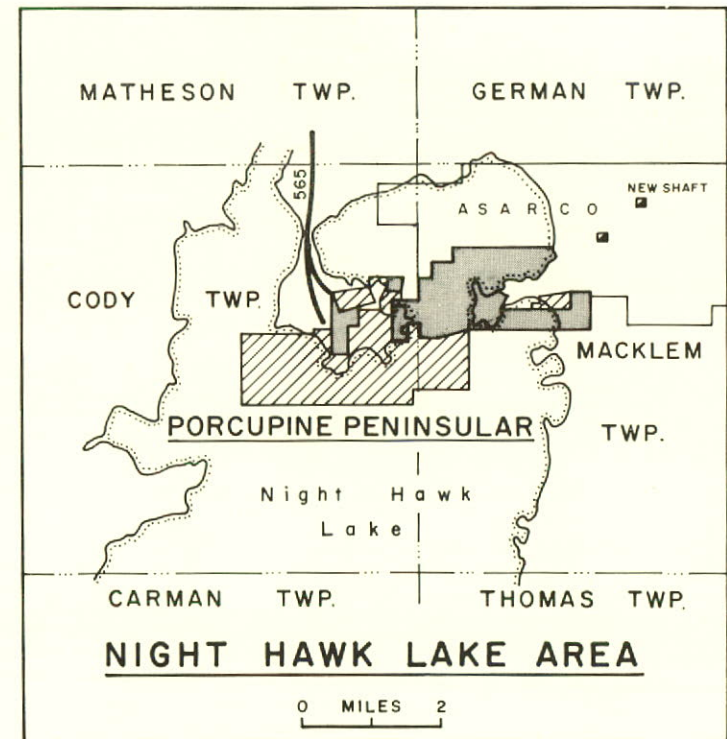 MATHESON TWP.
GERMAN TWP.
565
NEW SHAFT
ASARCO
CODY TWP.
MACKLEM
TWP.
PORCUPINE PENINSULAR
Night Hawk
Lake
CARMAN TWP.
THOMAS TWP.
NIGHT HAWK LAKE AREA
0 MILES 2